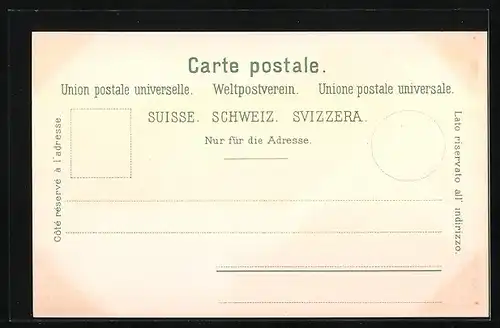 Carte postale.
Union postale universelle. Weltpostverein. Unione postale universale.
SUISSE. SCHWEIZ. SVIZZERA.
Nur für die Adresse.
Côté réservé à l'adresse
Lato riservato all' indirizzo.